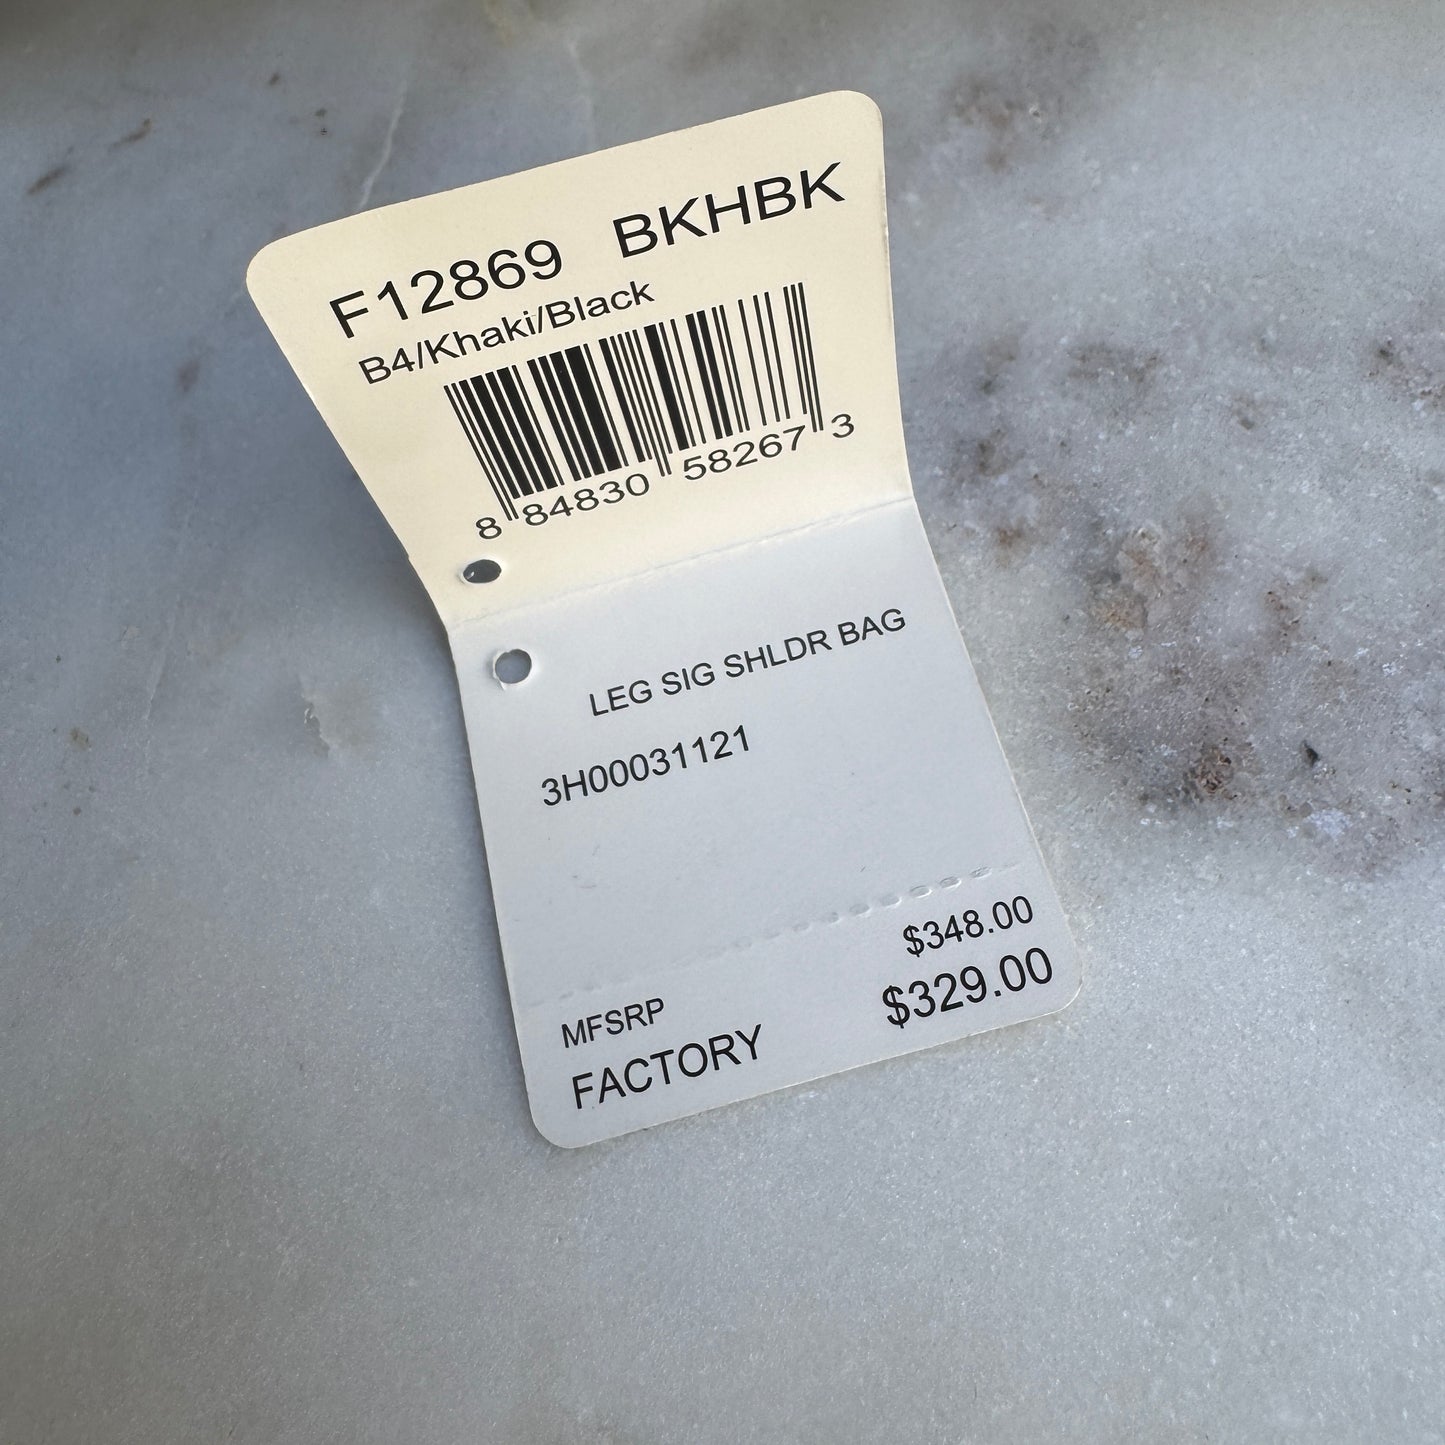 F12869 BKHBK
B4/Khaki/Black
8 84830 58267 3
LEG SIG SHLDR BAG
3H00031121
MFSRP $348.00
FACTORY $329.00